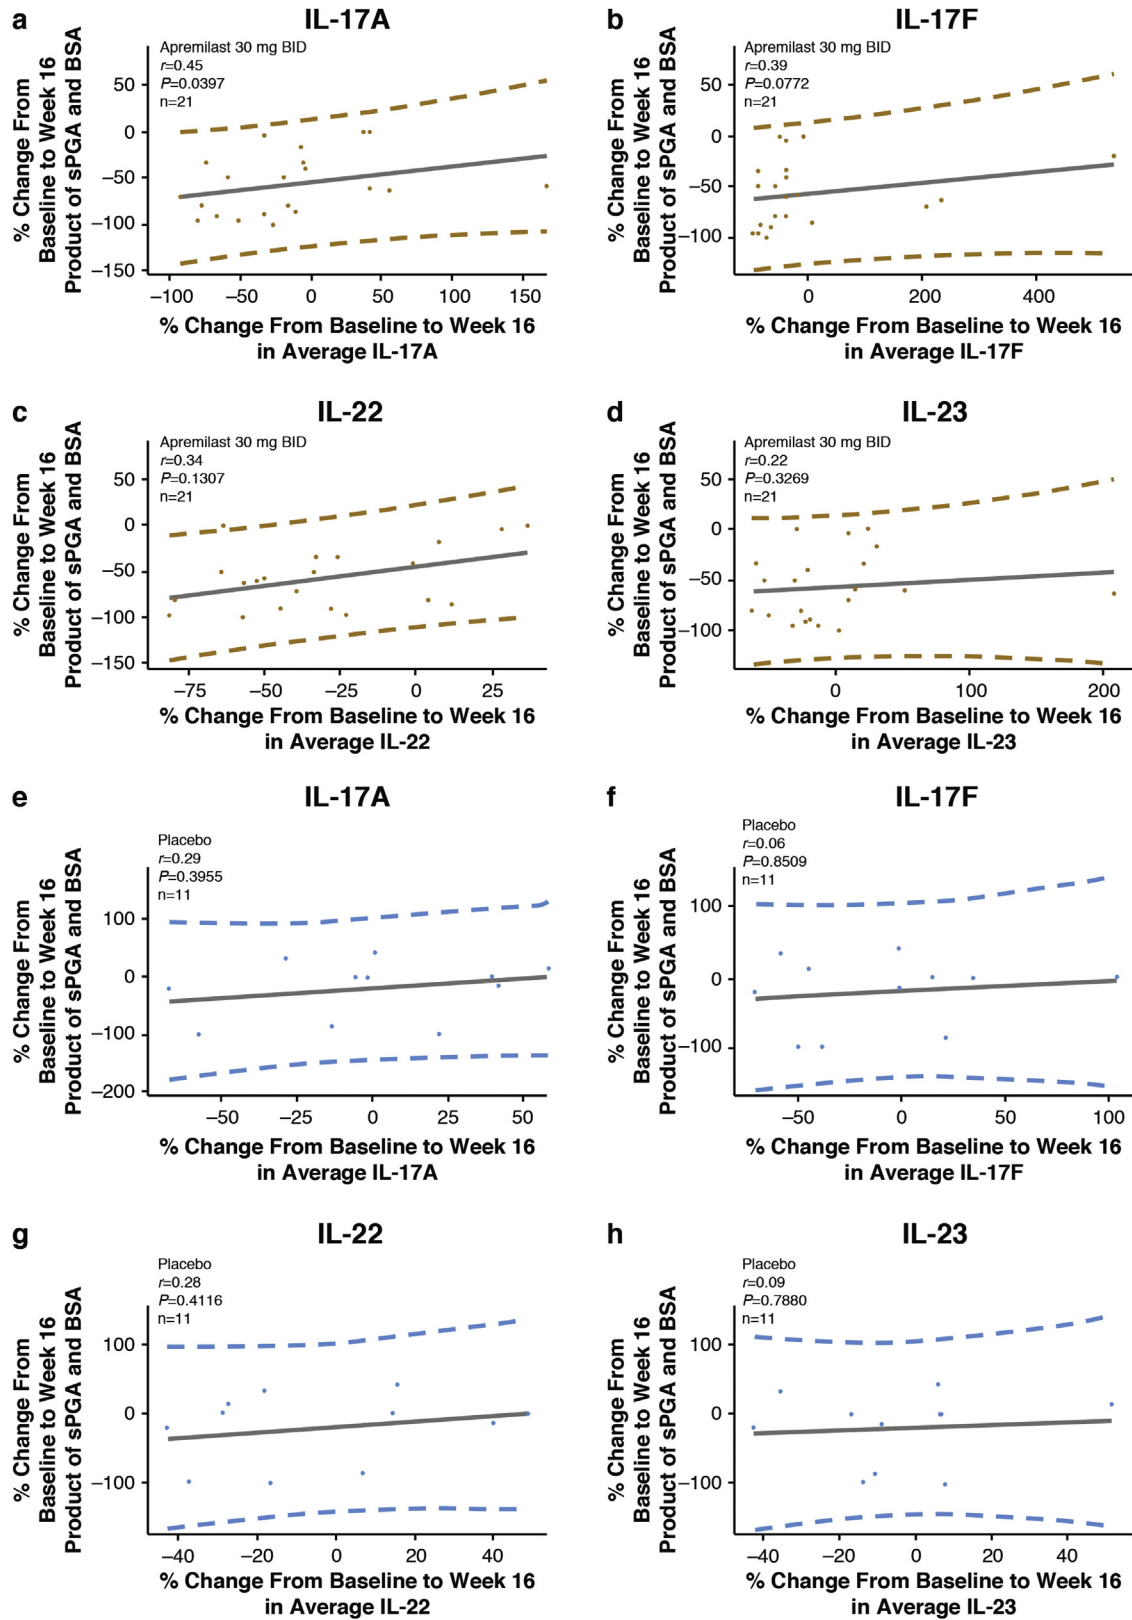 a
IL-17A
% Change From
Baseline to Week 16
Product of sPGA and BSA
Apremilast 30 mg BID
r=0.45
P=0.0397
n=21
50
0
−50
−100
−150
−100 −50 0 50 100 150
% Change From Baseline to Week 16
in Average IL-17A
b
IL-17F
% Change From
Baseline to Week 16
Product of sPGA and BSA
Apremilast 30 mg BID
r=0.39
P=0.0772
n=21
50
0
−50
−100
0 200 400
% Change From Baseline to Week 16
in Average IL-17F
c
IL-22
% Change From
Baseline to Week 16
Product of sPGA and BSA
Apremilast 30 mg BID
r=0.34
P=0.1307
n=21
50
0
−50
−100
−150
−75 −50 −25 0 25
% Change From Baseline to Week 16
in Average IL-22
d
IL-23
% Change From
Baseline to Week 16
Product of sPGA and BSA
Apremilast 30 mg BID
r=0.22
P=0.3269
n=21
50
0
−50
−100
0 100 200
% Change From Baseline to Week 16
in Average IL-23
e
IL-17A
% Change From
Baseline to Week 16
Product of sPGA and BSA
Placebo
r=0.29
P=0.3955
n=11
100
0
−100
−200
−50 −25 0 25 50
% Change From Baseline to Week 16
in Average IL-17A
f
IL-17F
% Change From
Baseline to Week 16
Product of sPGA and BSA
Placebo
r=0.06
P=0.8509
n=11
100
0
−100
−50 0 50 100
% Change From Baseline to Week 16
in Average IL-17F
g
IL-22
% Change From
Baseline to Week 16
Product of sPGA and BSA
Placebo
r=0.28
P=0.4116
n=11
100
0
−100
−40 −20 0 20 40
% Change From Baseline to Week 16
in Average IL-22
h
IL-23
% Change From
Baseline to Week 16
Product of sPGA and BSA
Placebo
r=0.09
P=0.7880
n=11
100
0
−100
−40 −20 0 20 40
% Change From Baseline to Week 16
in Average IL-23